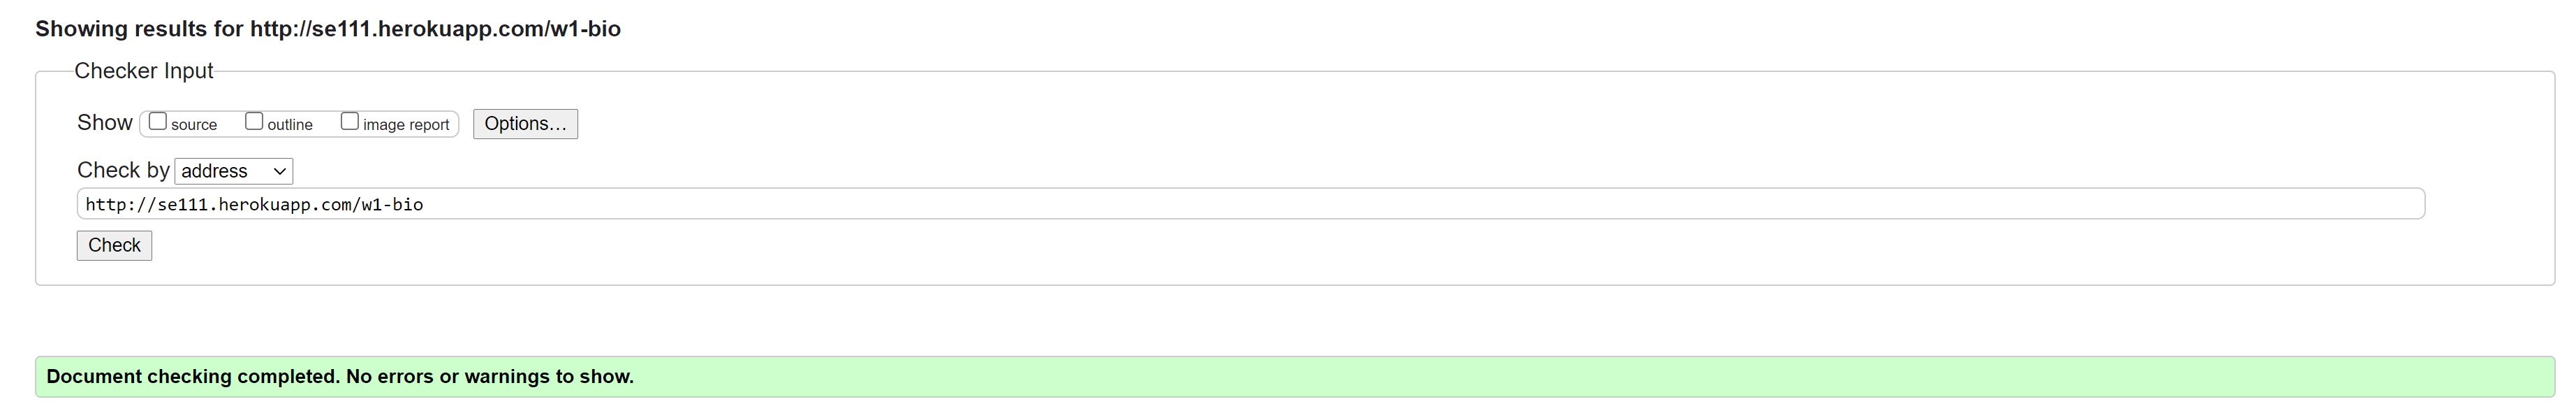 Showing results for http://se111.herokuapp.com/w1-bio
Checker Input
Show source outline image report Options...
Check by address
http://se111.herokuapp.com/w1-bio
Check
Document checking completed. No errors or warnings to show.